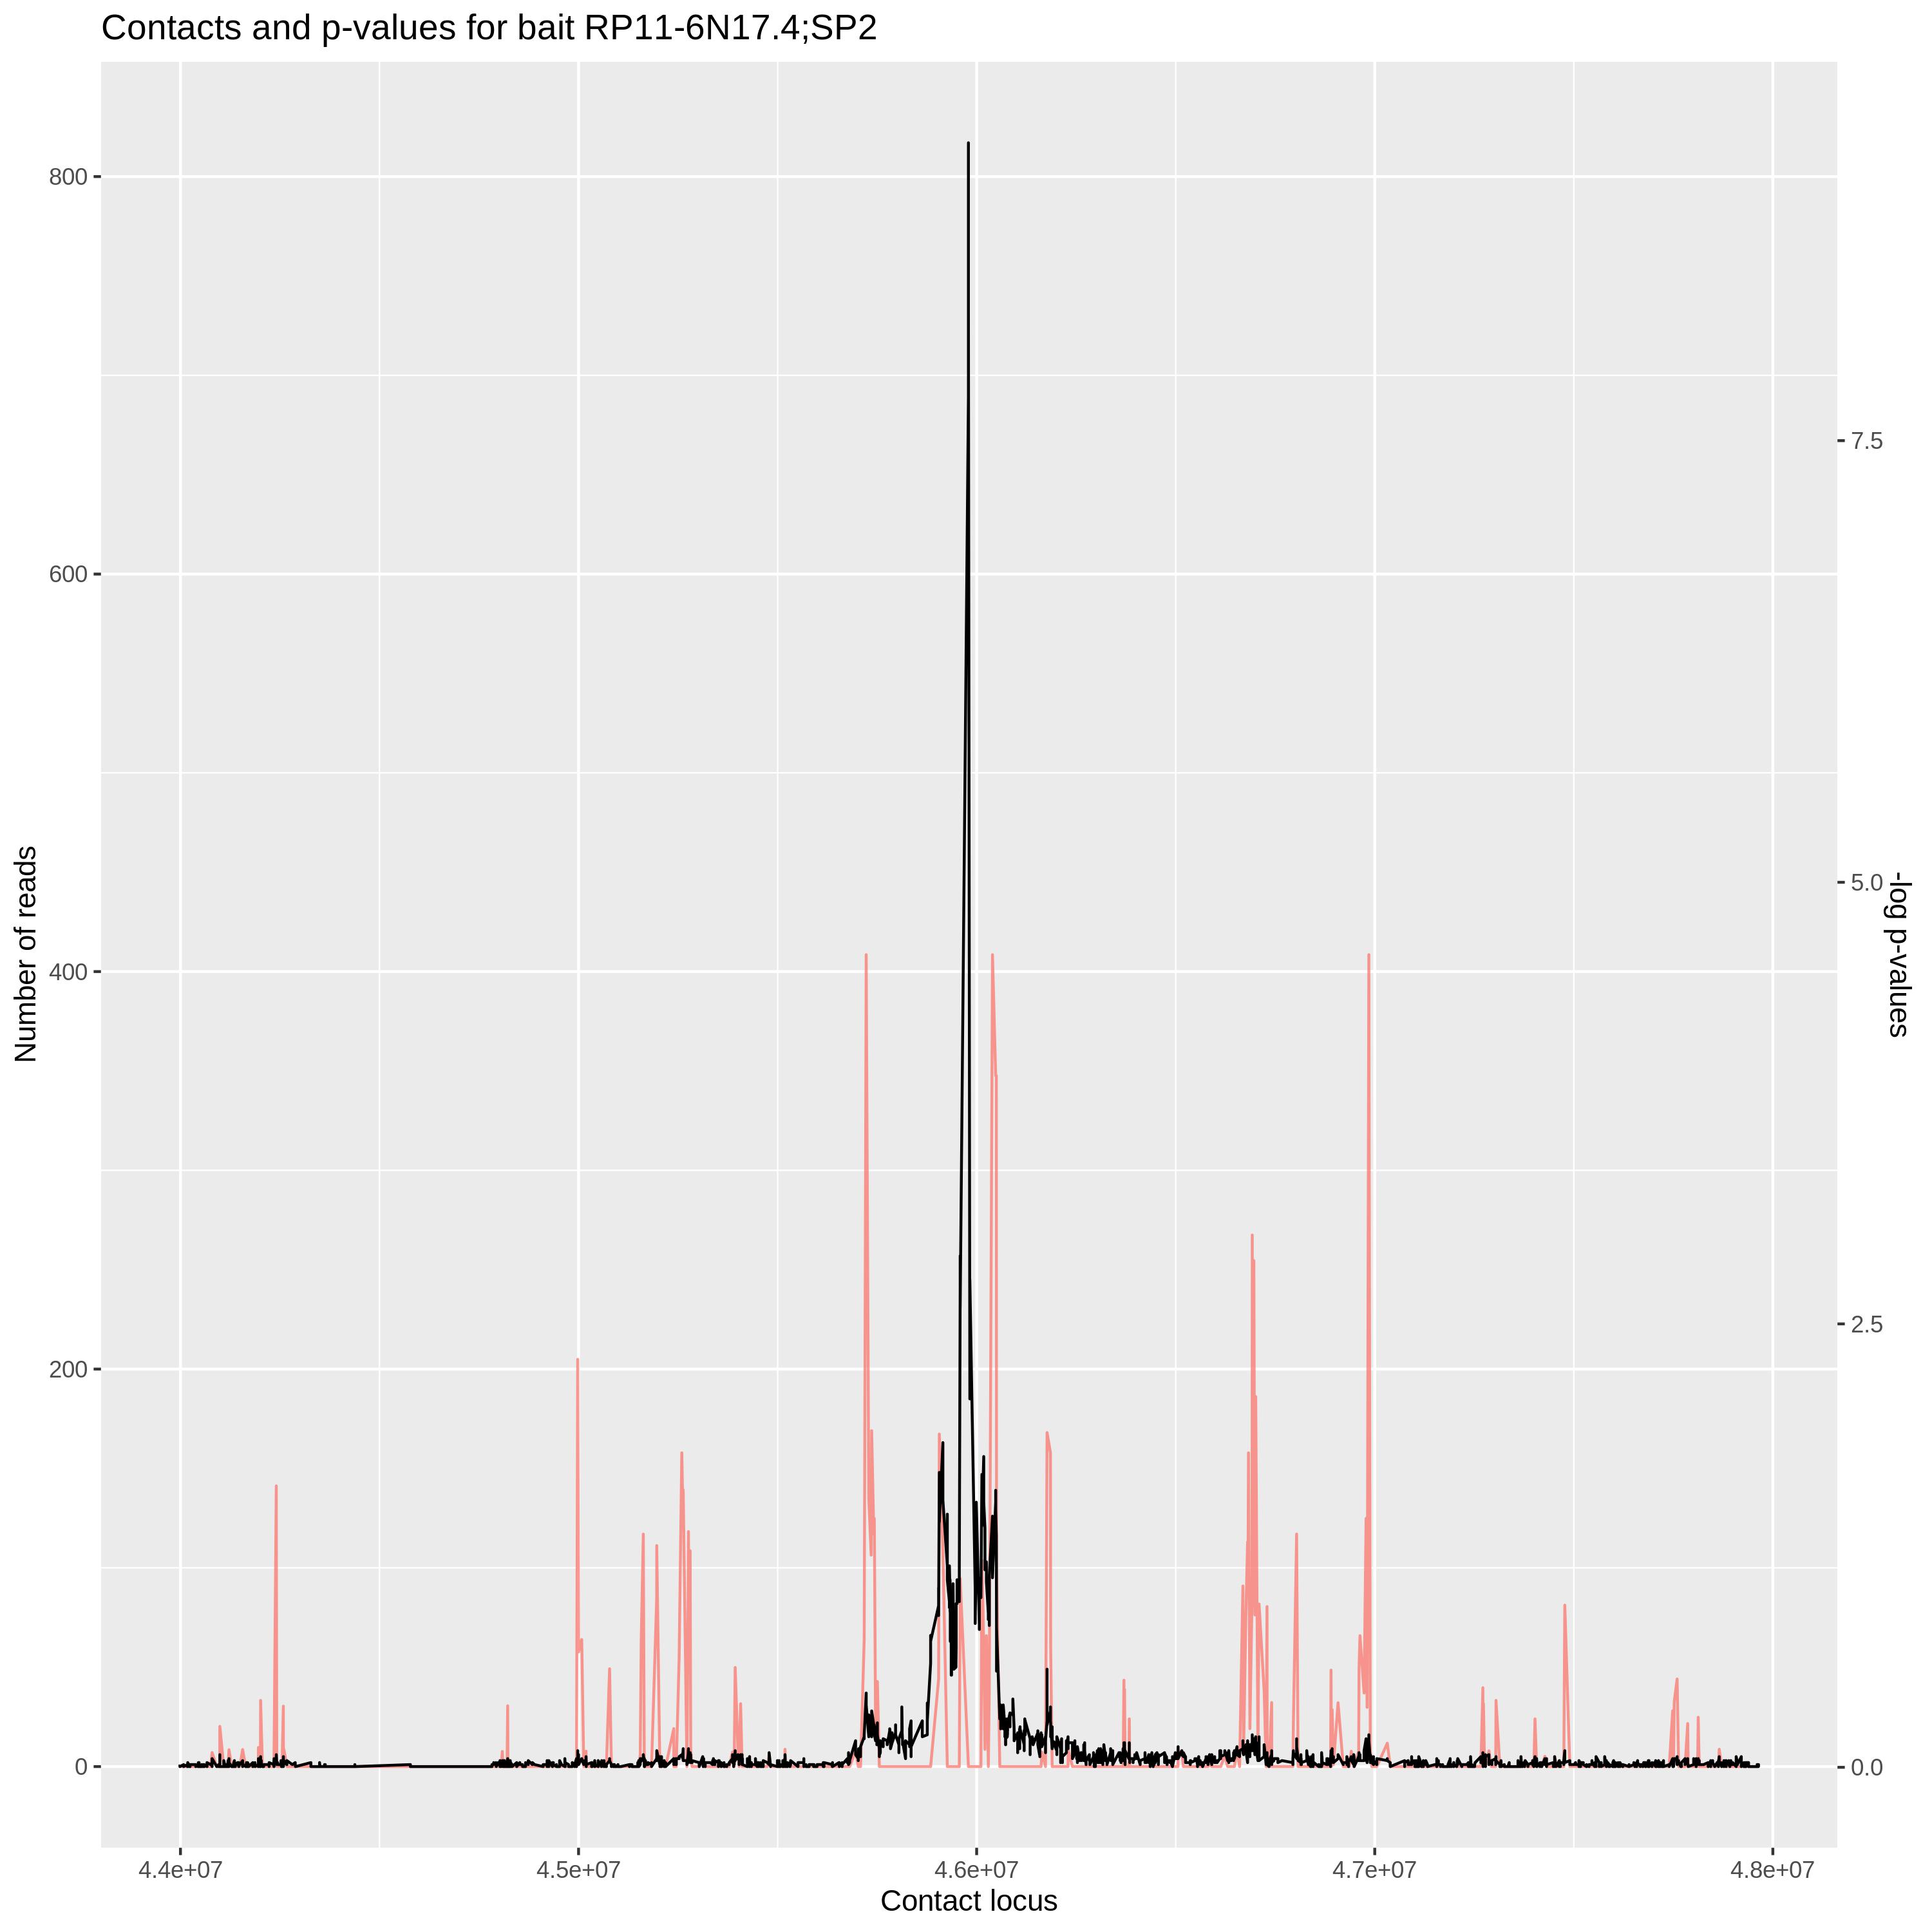 Contacts and p-values for bait RP11-6N17.4;SP2
800
600
400
200
0
Number of reads
7.5
5.0
2.5
0.0
-log p-values
4.4e+07
4.5e+07
4.6e+07
4.7e+07
4.8e+07
Contact locus